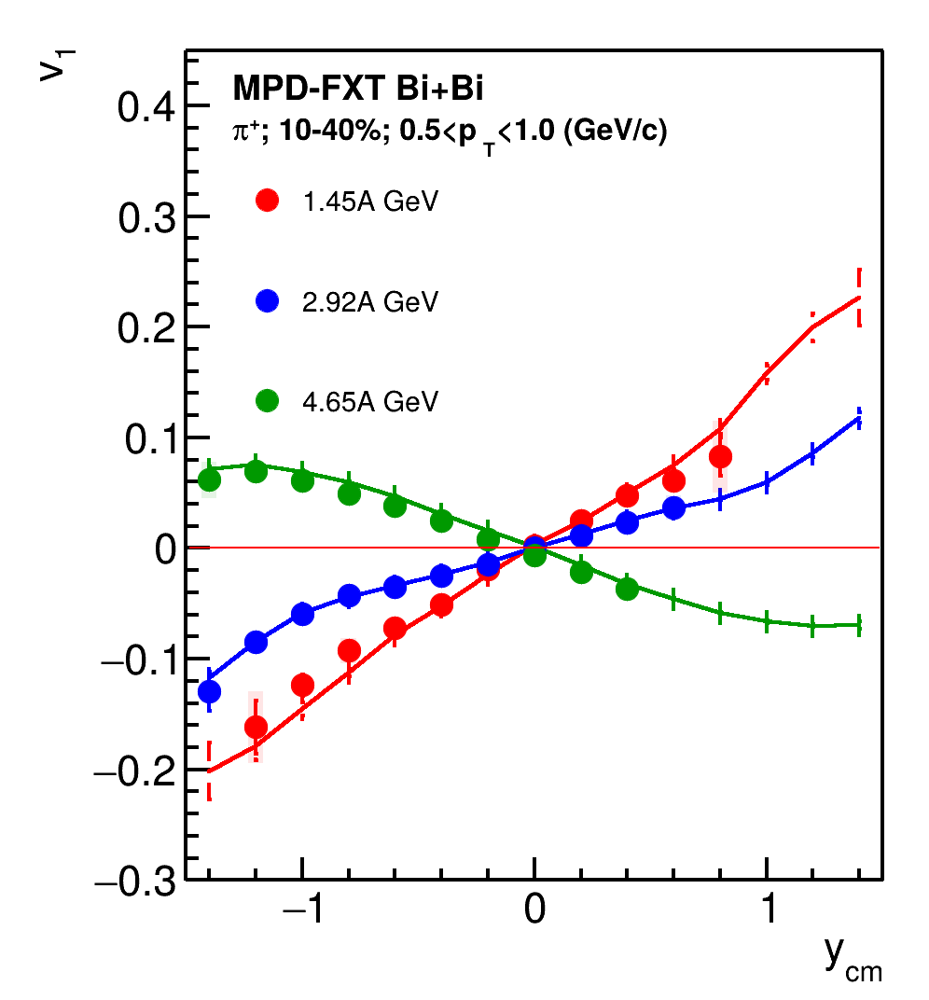 v1
MPD-FXT Bi+Bi
π+; 10-40%; 0.5<p T<1.0 (GeV/c)
1.45A GeV
2.92A GeV
4.65A GeV
0.4
0.3
0.2
0.1
0
−0.1
−0.2
−0.3
−1 0 1
ycm